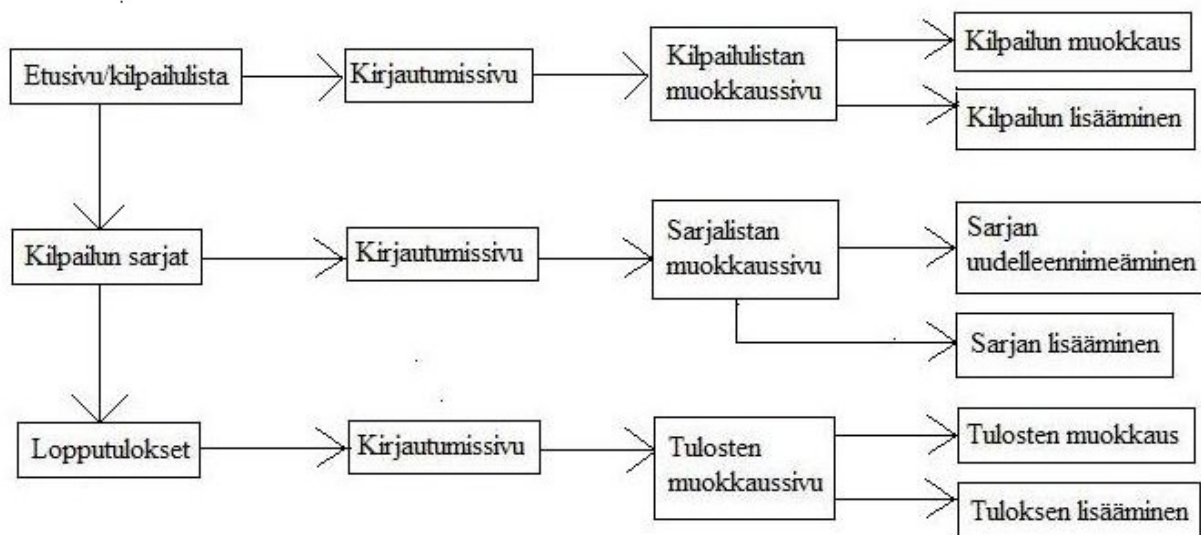 Etusivu/kilpailulista
Kirjautumissivu
Kilpailulistan
muokkaussivu
Kilpailun muokkaus
Kilpailun lisääminen
Kilpailun sarjat
Kirjautumissivu
Sarjalistan
muokkaussivu
Sarjan
uudelleennimeäminen
Sarjan lisääminen
Lopputulokset
Kirjautumissivu
Tulosten
muokkaussivu
Tulosten muokkaus
Tuloksen lisääminen